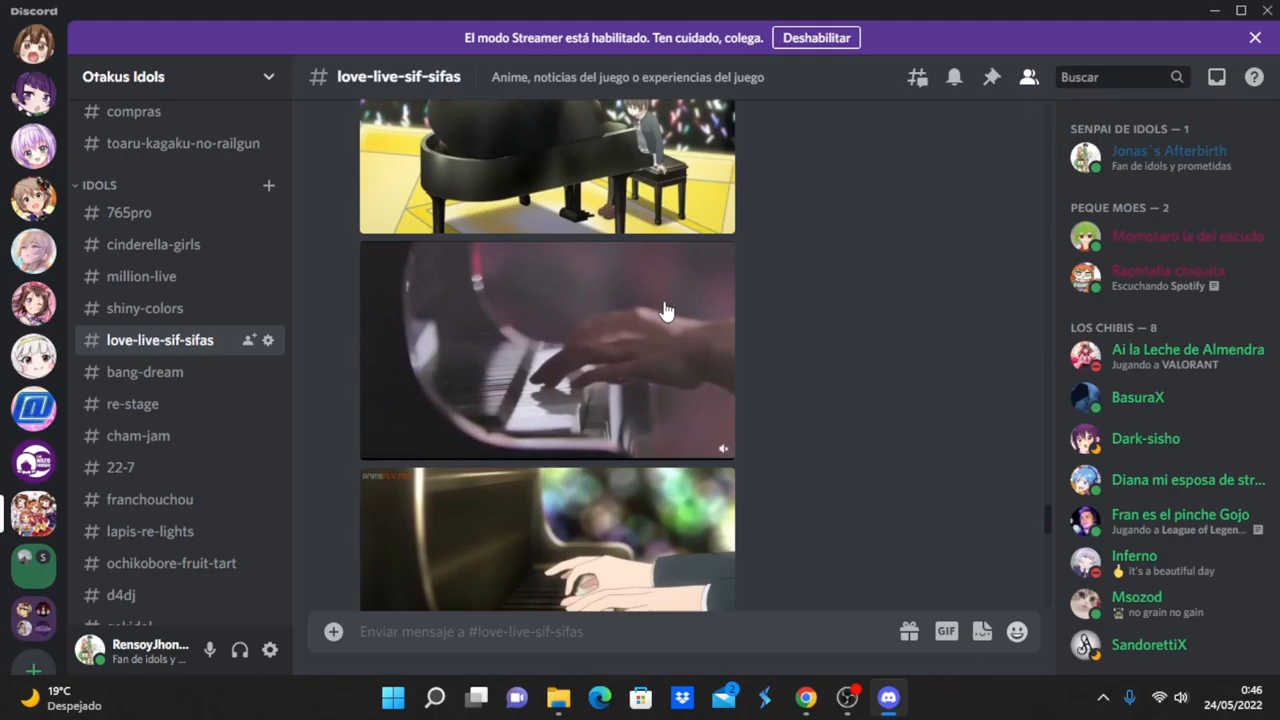 Discord
El modo Streamer está habilitado. Ten cuidado, colega.
Deshabilitar
Otakus Idols
# love-live-sif-sifas
Anime, noticias del juego o experiencias del juego
Buscar
# compras
# toaru-kagaku-no-railgun
IDOLS
# 765pro
# cinderella-girls
# million-live
# shiny-colors
# love-live-sif-sifas
# bang-dream
# re-stage
# cham-jam
# 22-7
# franchouchou
# lapis-re-lights
# ochikobore-fruit-tart
# d4dj
RensoyJhon...
Fan de idols y ...
ANIMEFLV.NET
Enviar mensaje a #love-live-sif-sifas
GIF
SENPAI DE IDOLS — 1
Jonas´s Afterbirth
Fan de idols y prometidas
PEQUE MOES — 2
Momotaro la del escudo
Raphtalia chiquita
Escuchando Spotify
LOS CHIBIS — 8
Ai la Leche de Almendra
Jugando a VALORANT
BasuraX
Dark-sisho
Diana mi esposa de str...
Fran es el pinche Gojo
Jugando a League of Legen...
Inferno
it's a beautiful day
Msozod
no grain no gain
SandorettiX
S
2
19°C
Despejado
0:46
24/05/2022